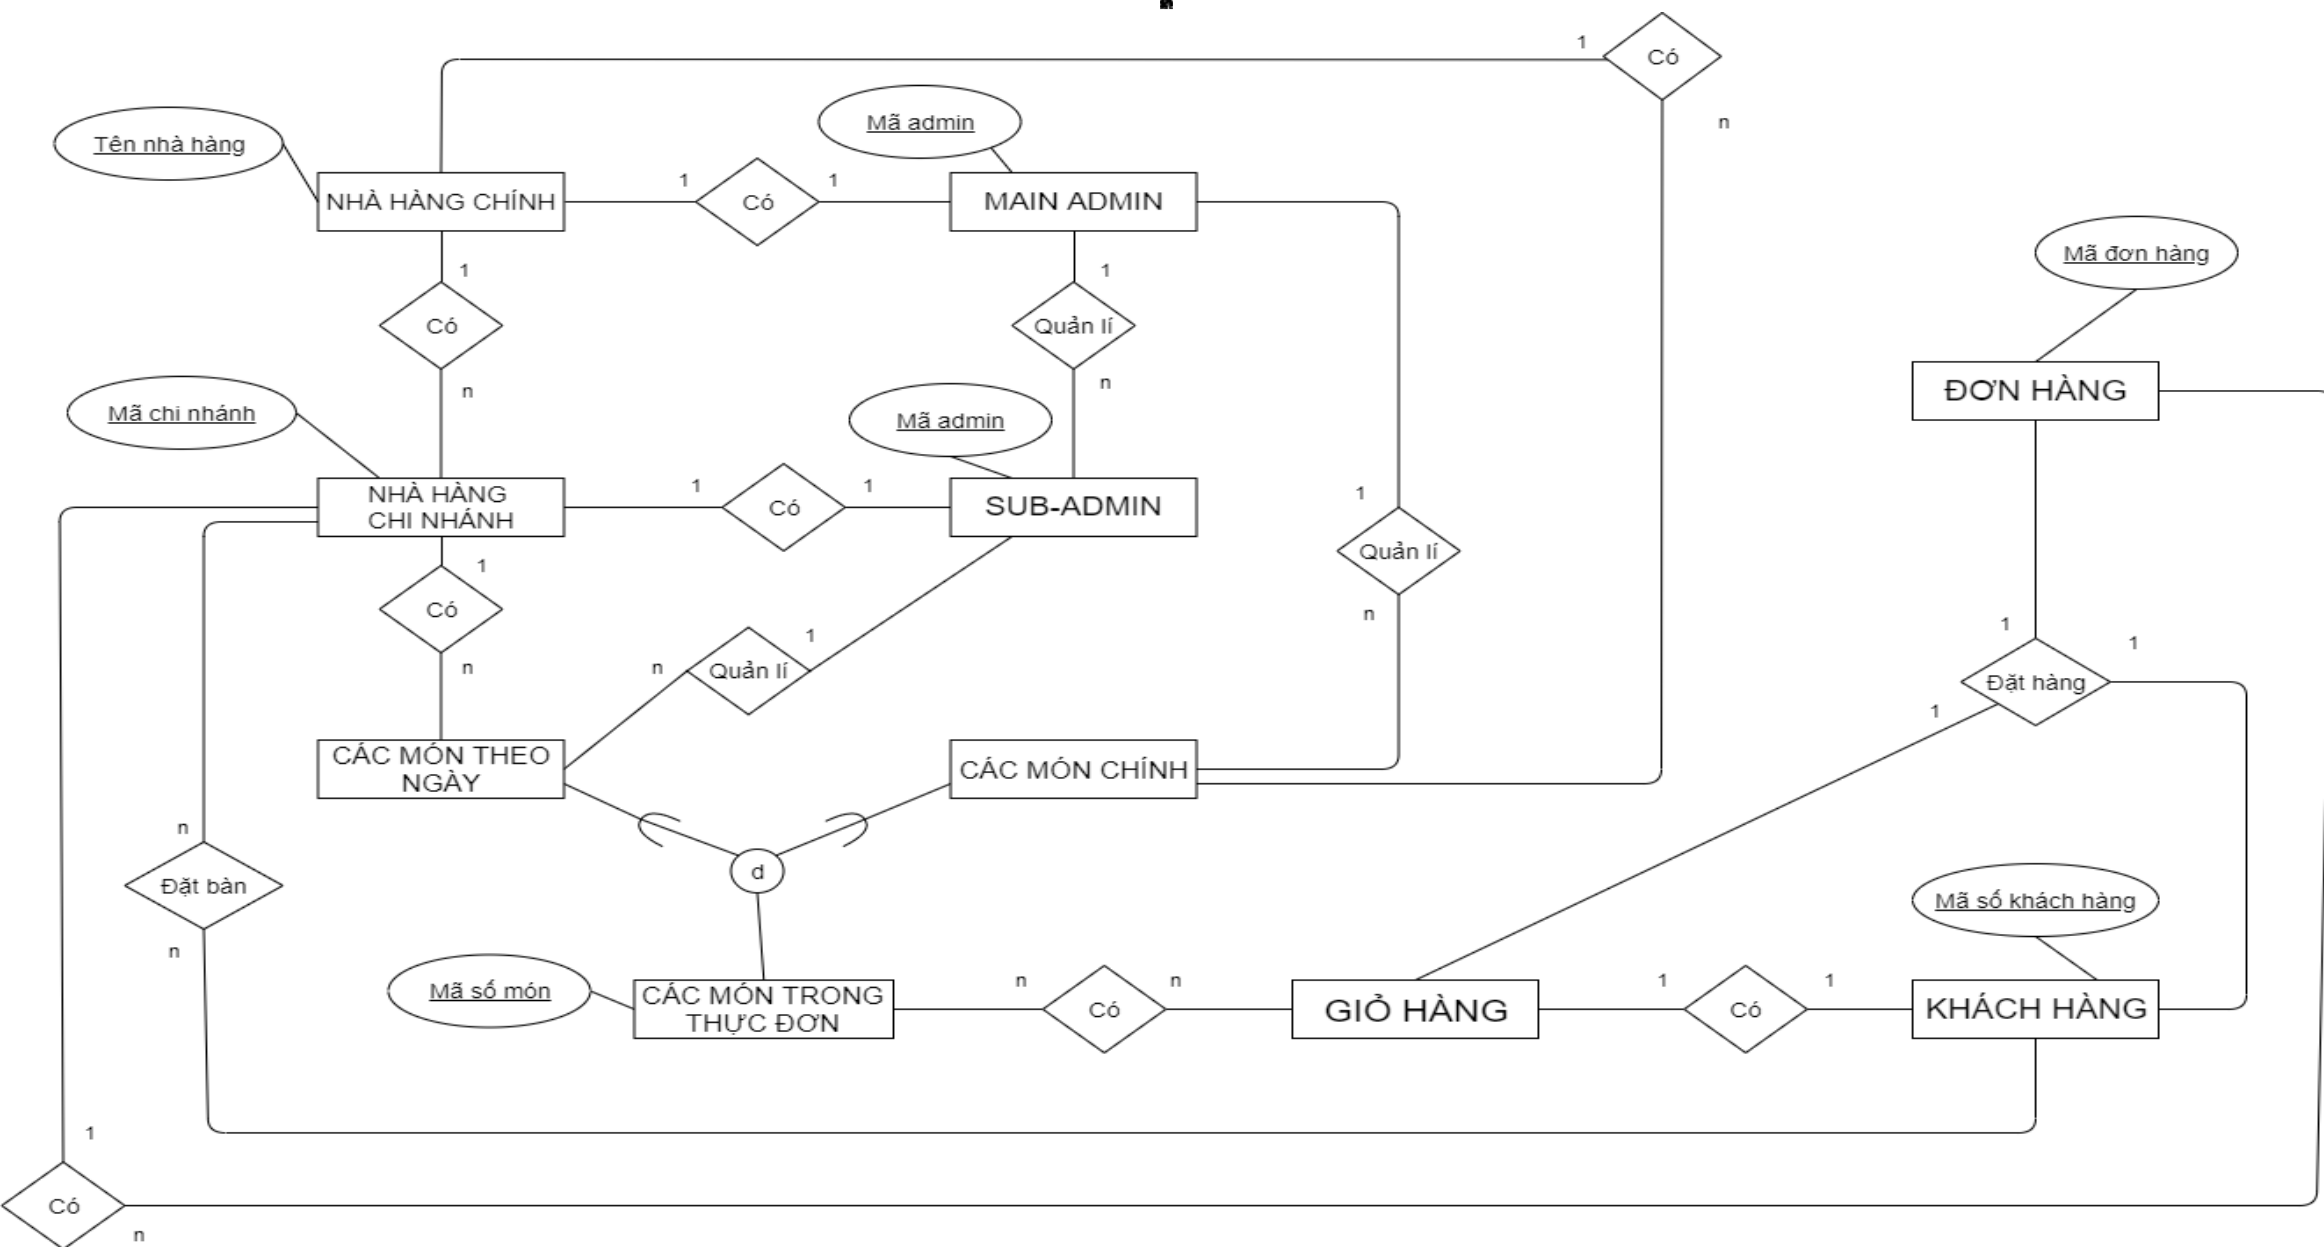 1
Có
n
Tên nhà hàng
Mã admin
NHÀ HÀNG CHÍNH
1
Có
1
MAIN ADMIN
Mã đơn hàng
1
Có
n
1
Quản lí
n
ĐƠN HÀNG
Mã chi nhánh
Mã admin
NHÀ HÀNG
CHI NHÁNH
1
Có
1
SUB-ADMIN
1
Quản lí
n
1
Có
n
n
Quản lí
1
1
1
Đặt hàng
1
CÁC MÓN THEO
NGÀY
CÁC MÓN CHÍNH
n
Đặt bàn
n
d
Mã số khách hàng
Mã số món
CÁC MÓN TRONG
THỰC ĐƠN
n
Có
n
GIỎ HÀNG
1
Có
1
KHÁCH HÀNG
1
Có
n